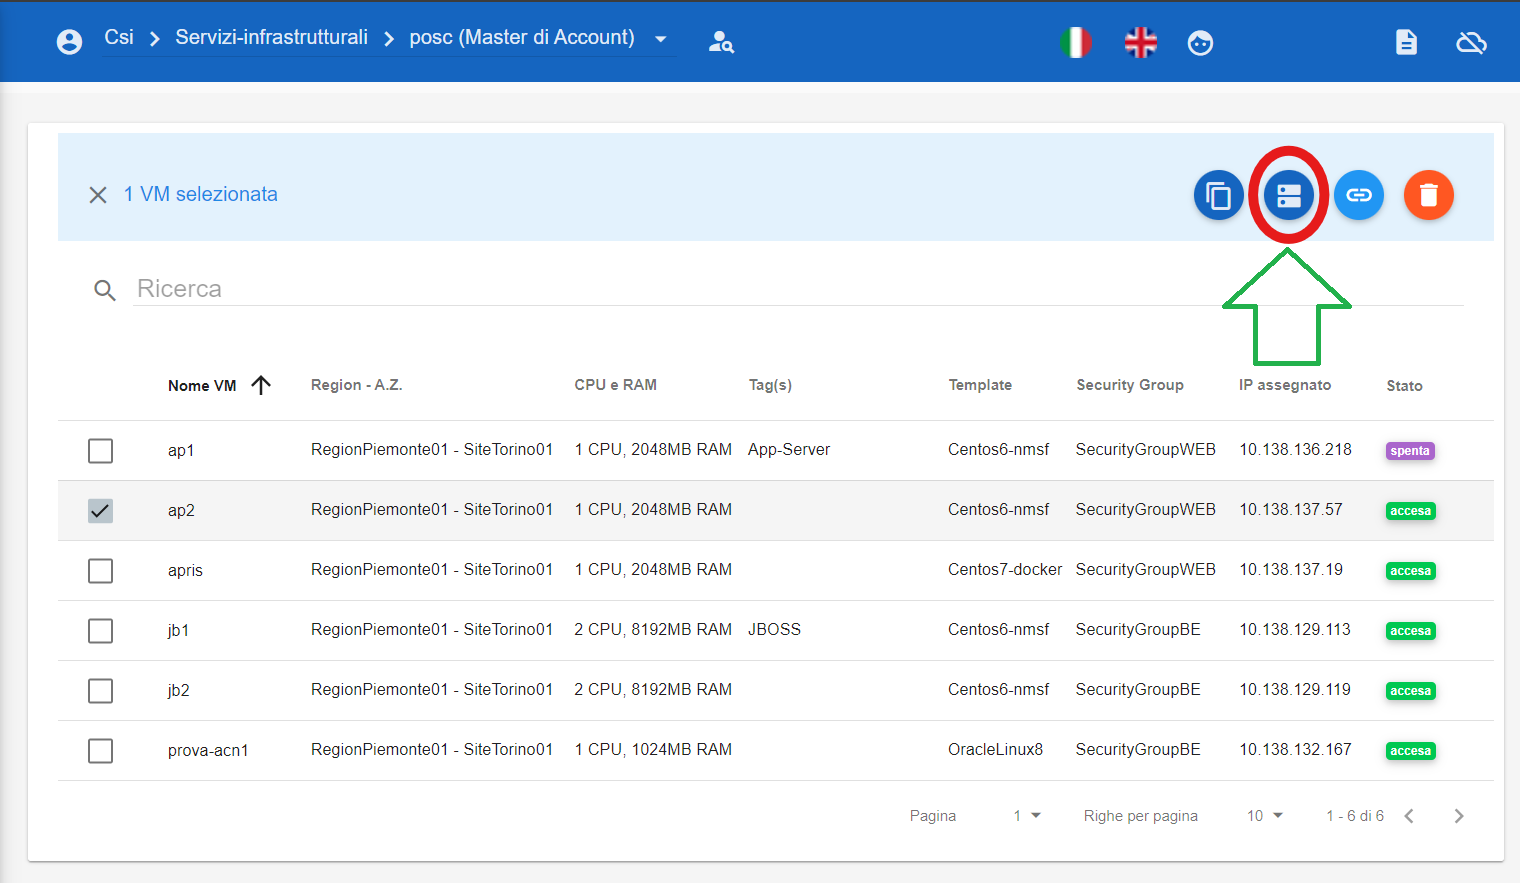 Csi Servizi-infrastrutturali posc (Master di Account)
1 VM selezionata
Ricerca
Nome VM Region - A.Z. CPU e RAM Tag(s) Template Security Group IP assegnato Stato
ap1 RegionPiemonte01 - SiteTorino01 1 CPU, 2048MB RAM App-Server Centos6-nmsf SecurityGroupWEB 10.138.136.218 spenta
ap2 RegionPiemonte01 - SiteTorino01 1 CPU, 2048MB RAM Centos6-nmsf SecurityGroupWEB 10.138.137.57 accesa
apris RegionPiemonte01 - SiteTorino01 1 CPU, 2048MB RAM Centos7-docker SecurityGroupWEB 10.138.137.19 accesa
jb1 RegionPiemonte01 - SiteTorino01 2 CPU, 8192MB RAM JBOSS Centos6-nmsf SecurityGroupBE 10.138.129.113 accesa
jb2 RegionPiemonte01 - SiteTorino01 2 CPU, 8192MB RAM Centos6-nmsf SecurityGroupBE 10.138.129.119 accesa
prova-acn1 RegionPiemonte01 - SiteTorino01 1 CPU, 1024MB RAM OracleLinux8 SecurityGroupBE 10.138.132.167 accesa
Pagina 1 Righe per pagina 10 1 - 6 di 6